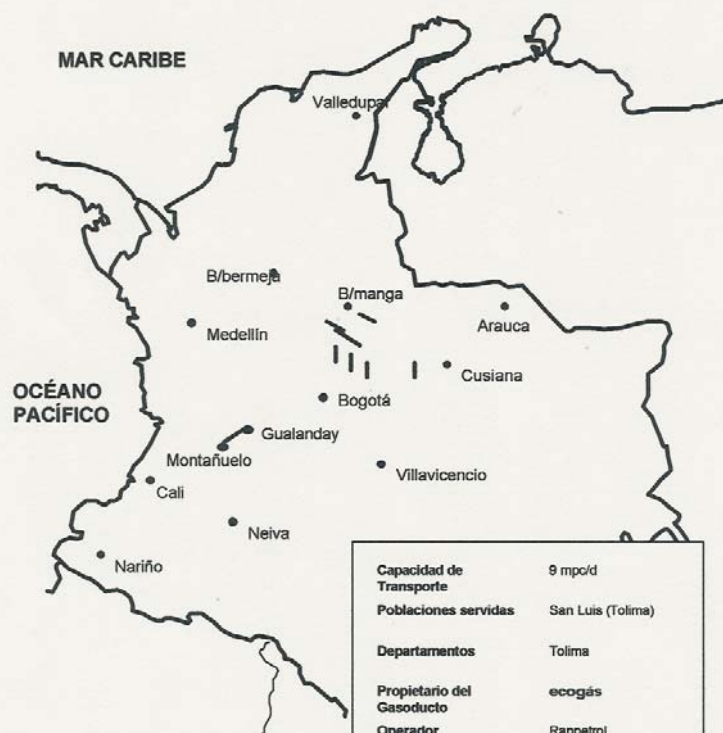 MAR CARIBE
Valledupar
B/bermeja
B/manga
Arauca
Medellín
Cusiana
OCÉANO
PACÍFICO
Bogotá
Gualanday
Montañuelo
Villavicencio
Cali
Neiva
Nariño
Capacidad de Transporte 9 mpc/d
Poblaciones servidas San Luis (Tolima)
Departamentos Tolima
Propietario del Gasoducto ecogás
Operador